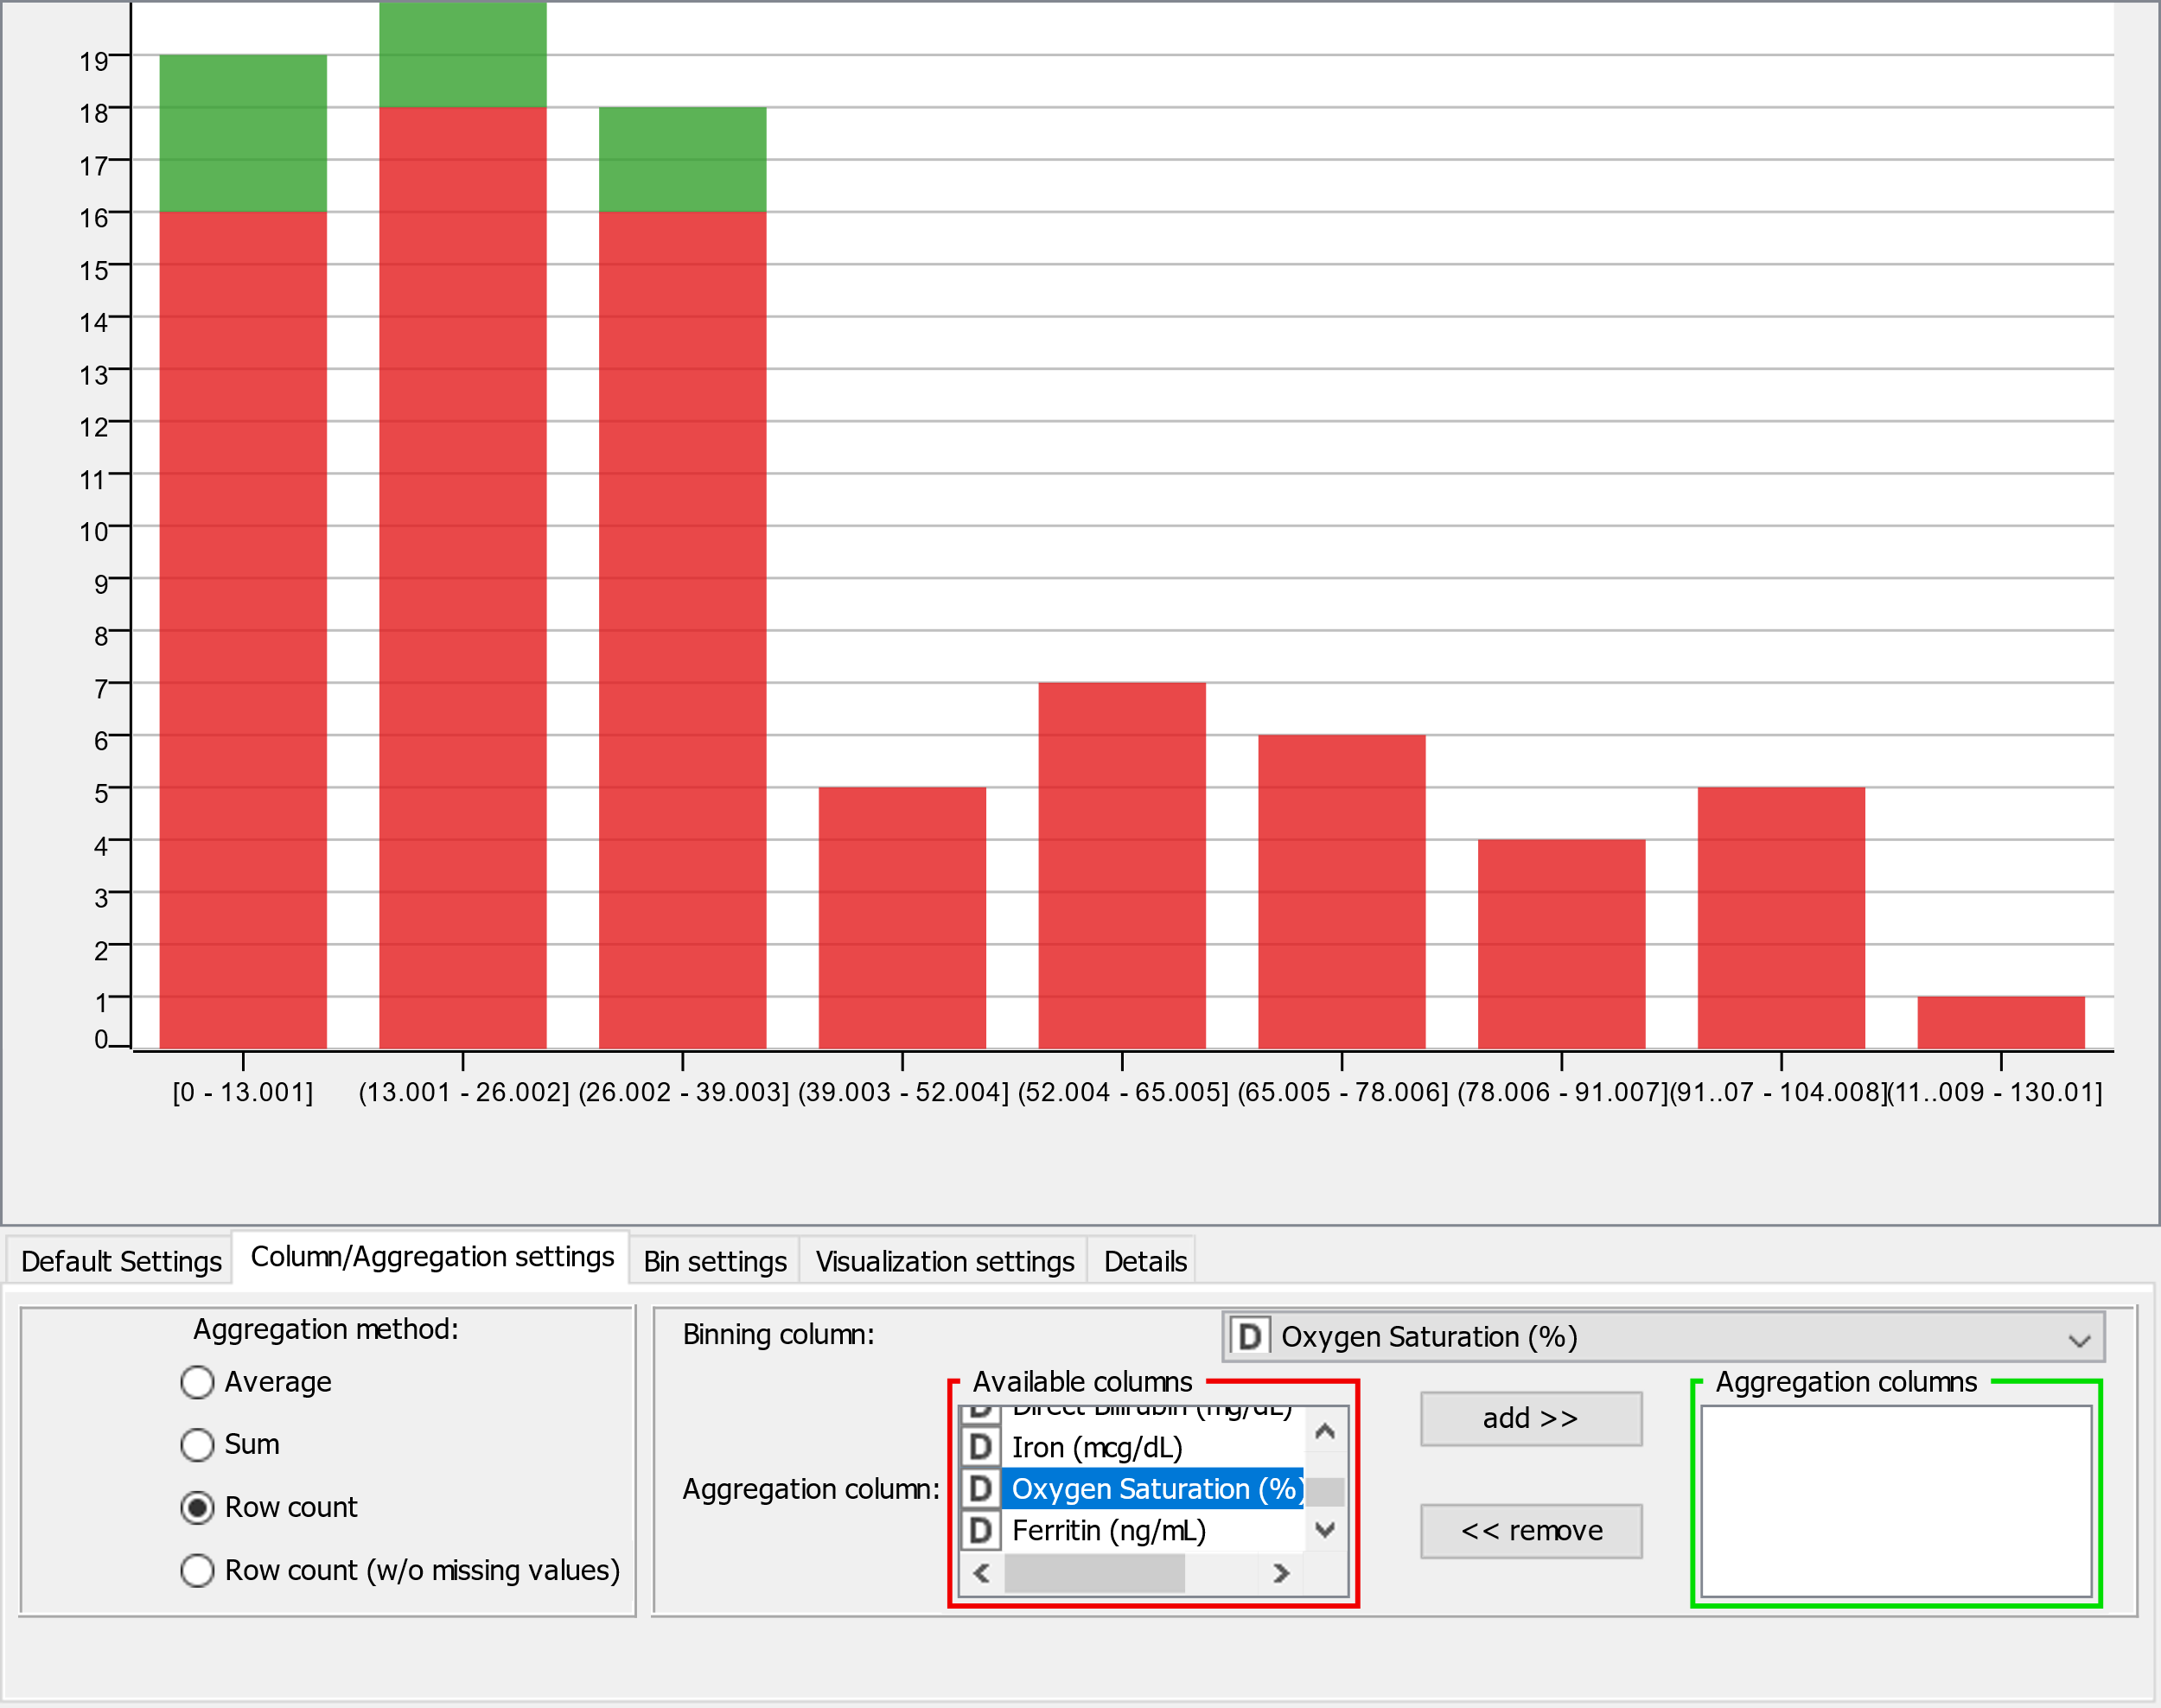 19
18
17
16
15
14
13
12
11
10
9
8
7
6
5
4
3
2
1
0
[0 - 13.001] (13.001 - 26.002] (26.002 - 39.003] (39.003 - 52.004] (52.004 - 65.005] (65.005 - 78.006] (78.006 - 91.007] (91..07 - 104.008] (11..009 - 130.01]
Default Settings Column/Aggregation settings Bin settings Visualization settings Details
Aggregation method:
Average
Sum
Row count
Row count (w/o missing values)
Binning column: D Oxygen Saturation (%)
Available columns
D Direct Bilirubin (mg/dL)
D Iron (mcg/dL)
Aggregation column: D Oxygen Saturation (%)
D Ferritin (ng/mL)
add >>
<< remove
Aggregation columns